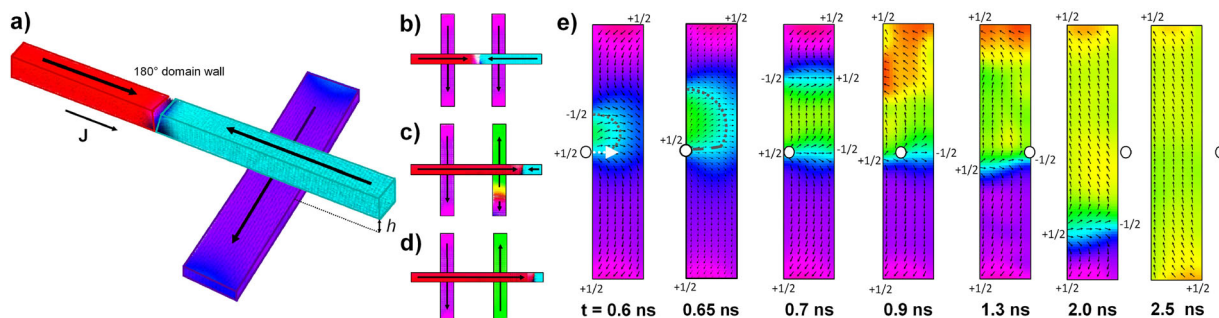 a)
180° domain wall
J
h
b)
c)
d)
e)
+1/2
-1/2
+1/2
+1/2
t = 0.6 ns
+1/2
+1/2
+1/2
0.65 ns
+1/2
-1/2 +1/2
+1/2 -1/2
+1/2
0.7 ns
+1/2
+1/2 -1/2
+1/2
0.9 ns
+1/2
+1/2 -1/2
+1/2
1.3 ns
+1/2
+1/2 -1/2
+1/2
2.0 ns
+1/2
+1/2
2.5 ns